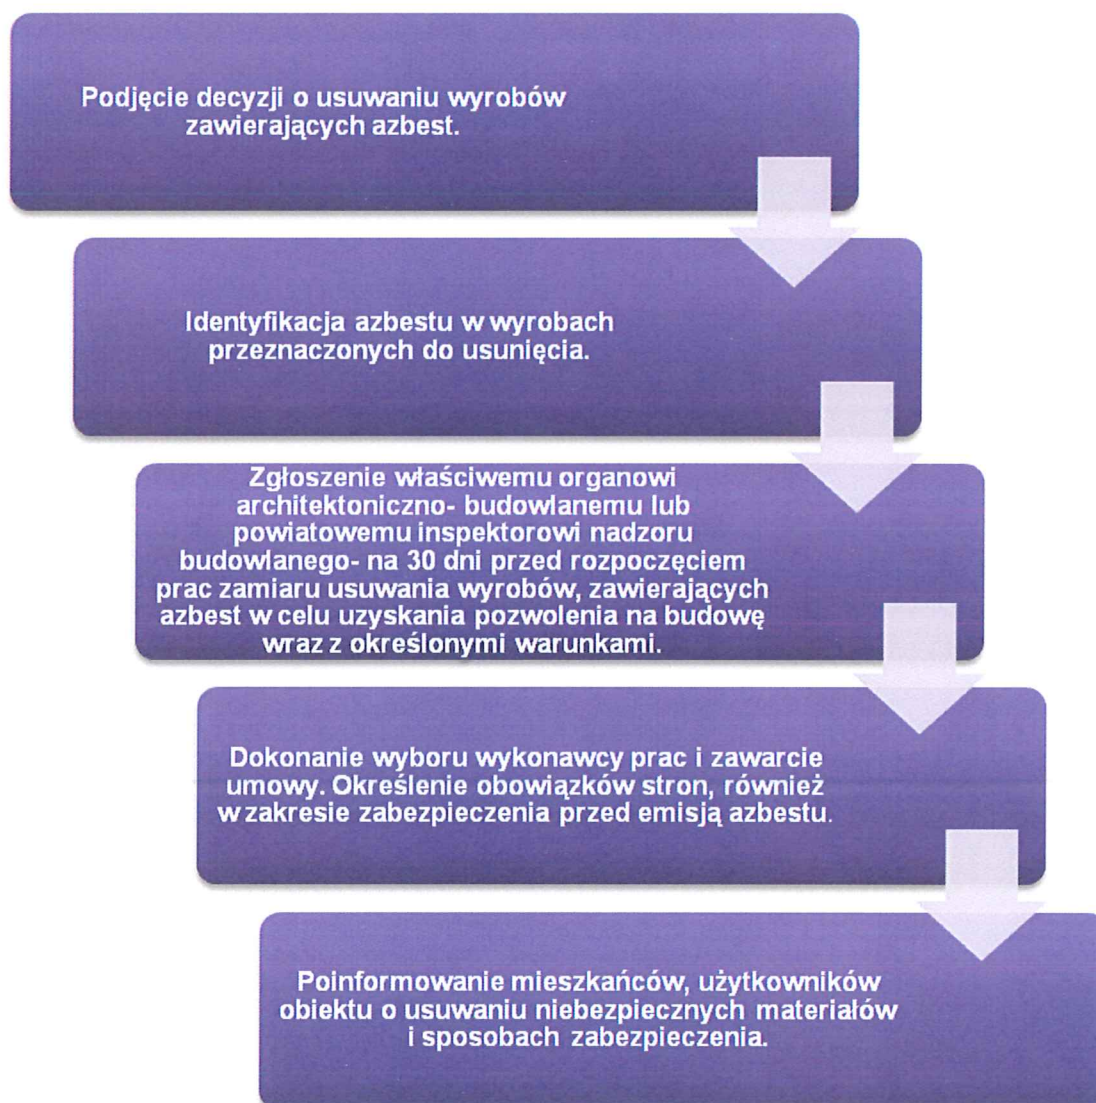 Podjęcie decyzji o usuwaniu wyrobów
zawierających azbest.
Identyfikacja azbestu w wyrobach
przeznaczonych do usunięcia.
Zgłoszenie właściwemu organowi
architektoniczno- budowlanemu lub
powiatowemu inspektorowi nadzoru
budowlanego- na 30 dni przed rozpoczęciem
prac zamiaru usuwania wyrobów, zawierających
azbest w celu uzyskania pozwolenia na budowę
wraz z określonymi warunkami.
Dokonanie wyboru wykonawcy prac i zawarcie
umowy. Określenie obowiązków stron, również
w zakresie zabezpieczenia przed emisją azbestu.
Poinformowanie mieszkańców, użytkowników
obiektu o usuwaniu niebezpiecznych materiałów
i sposobach zabezpieczenia.